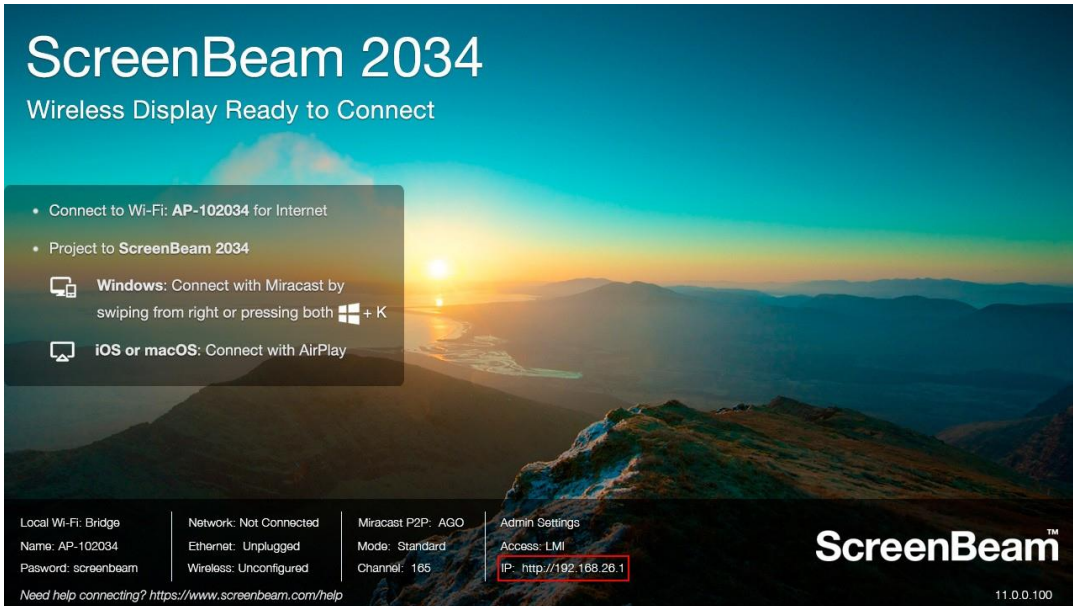 ScreenBeam 2034
Wireless Display Ready to Connect
• Connect to Wi-Fi: AP-102034 for Internet
• Project to ScreenBeam 2034
Windows: Connect with Miracast by
swiping from right or pressing both + K
iOS or macOS: Connect with AirPlay
Local Wi-Fi: Bridge
Name: AP-102034
Pasword: screenbeam
Network: Not Connected
Ethernet: Unplugged
Wireless: Unconfigured
Miracast P2P: AGO
Mode: Standard
Channel: 165
Admin Settings
Access: LMI
IP: http://192.168.26.1
ScreenBeam™
Need help connecting? https://www.screenbeam.com/help
11.0.0.100